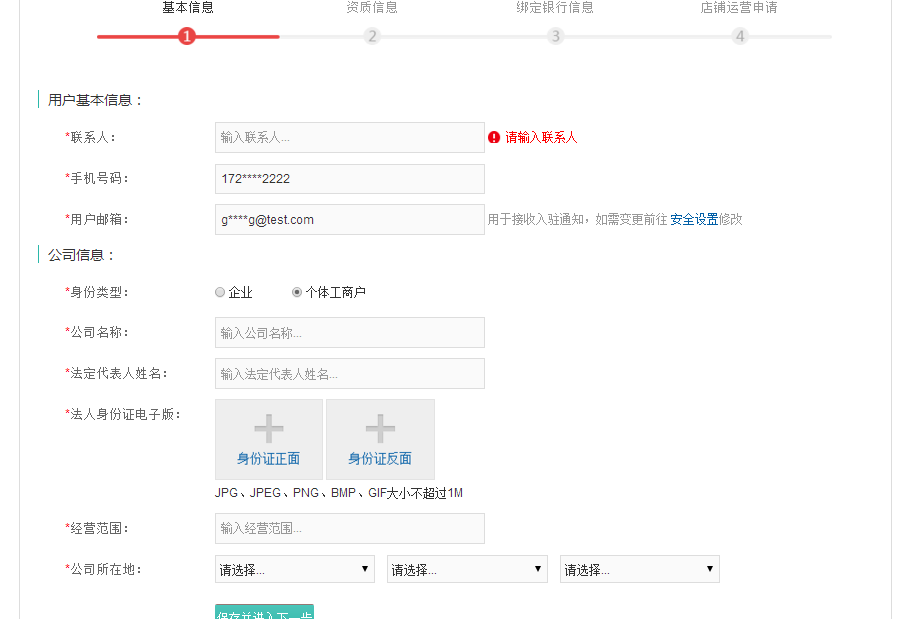 基本信息 资质信息 绑定银行信息 店铺运营申请
1 2 3 4
用户基本信息：
*联系人： 输入联系人... 请输入联系人
*手机号码： 172****2222
*用户邮箱： g****g@test.com 用于接收入驻通知，如需变更前往 安全设置修改
公司信息：
*身份类型： 企业 个体工商户
*公司名称： 输入公司名称...
*法定代表人姓名： 输入法定代表人姓名...
*法人身份证电子版： 身份证正面 身份证反面
JPG、JPEG、PNG、BMP、GIF大小不超过1M
*经营范围： 输入经营范围...
*公司所在地： 请选择... 请选择... 请选择...
保存并进入下一步